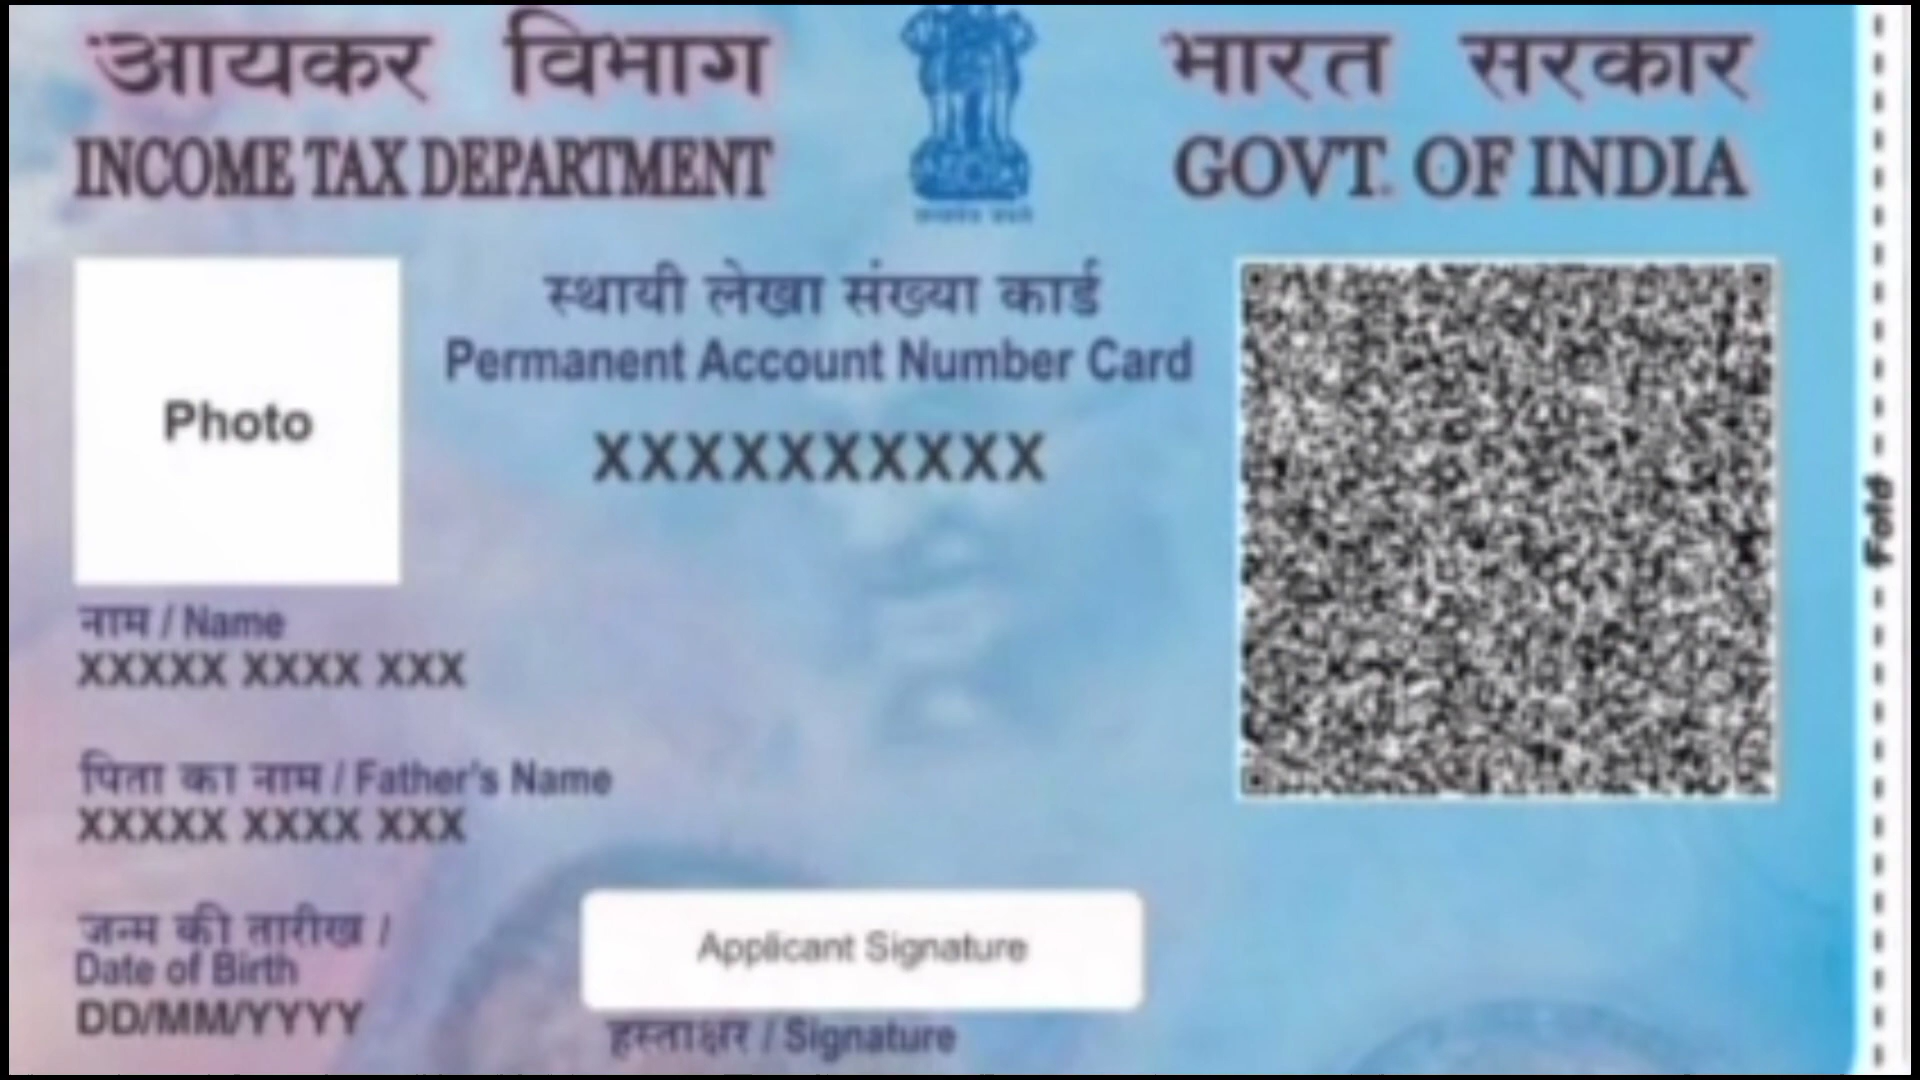 आयकर विभाग
INCOME TAX DEPARTMENT
भारत सरकार
GOVT. OF INDIA
स्थायी लेखा संख्या कार्ड
Permanent Account Number Card
XXXXXXXXXX
Photo
नाम / Name
XXXXX XXXX XXX
पिता का नाम / Father's Name
XXXXX XXXX XXX
जन्म की तारीख /
Date of Birth
DD/MM/YYYY
Applicant Signature
हस्ताक्षर / Signature
Fold